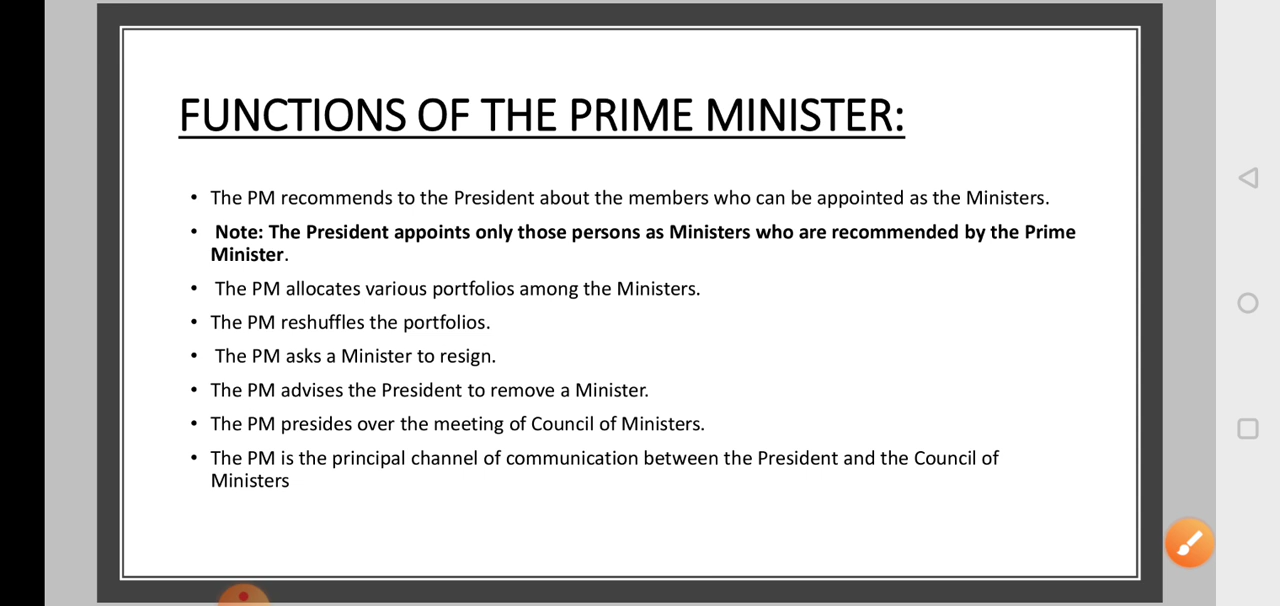 FUNCTIONS OF THE PRIME MINISTER:
• The PM recommends to the President about the members who can be appointed as the Ministers.
• Note: The President appoints only those persons as Ministers who are recommended by the Prime
Minister.
• The PM allocates various portfolios among the Ministers.
• The PM reshuffles the portfolios.
• The PM asks a Minister to resign.
• The PM advises the President to remove a Minister.
• The PM presides over the meeting of Council of Ministers.
• The PM is the principal channel of communication between the President and the Council of
Ministers